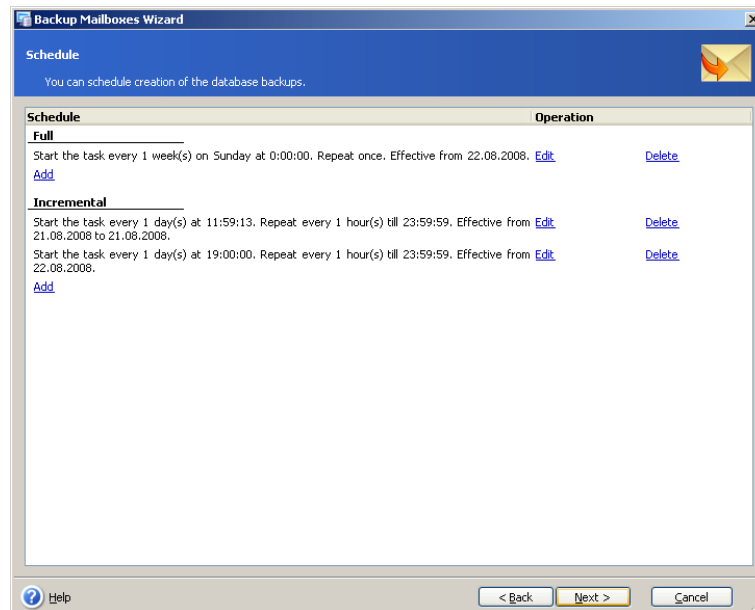 Backup Mailboxes Wizard
Schedule
You can schedule creation of the database backups.
Schedule Operation
Full
Start the task every 1 week(s) on Sunday at 0:00:00. Repeat once. Effective from 22.08.2008. Edit Delete
Add
Incremental
Start the task every 1 day(s) at 11:59:13. Repeat every 1 hour(s) till 23:59:59. Effective from Edit Delete
21.08.2008 to 21.08.2008.
Start the task every 1 day(s) at 19:00:00. Repeat every 1 hour(s) till 23:59:59. Effective from Edit Delete
22.08.2008.
Add
Help < Back Next > Cancel